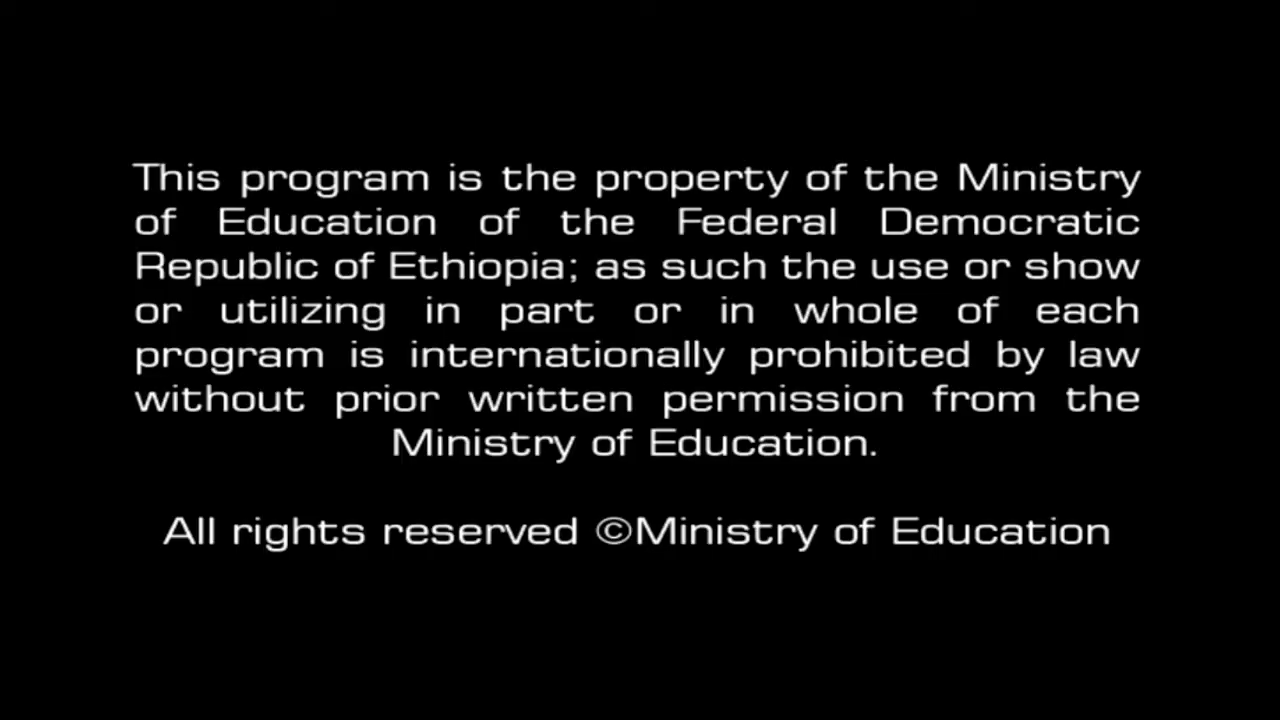 This program is the property of the Ministry
of Education of the Federal Democratic
Republic of Ethiopia; as such the use or show
or utilizing in part or in whole of each
program is internationally prohibited by law
without prior written permission from the
Ministry of Education.
All rights reserved ©Ministry of Education